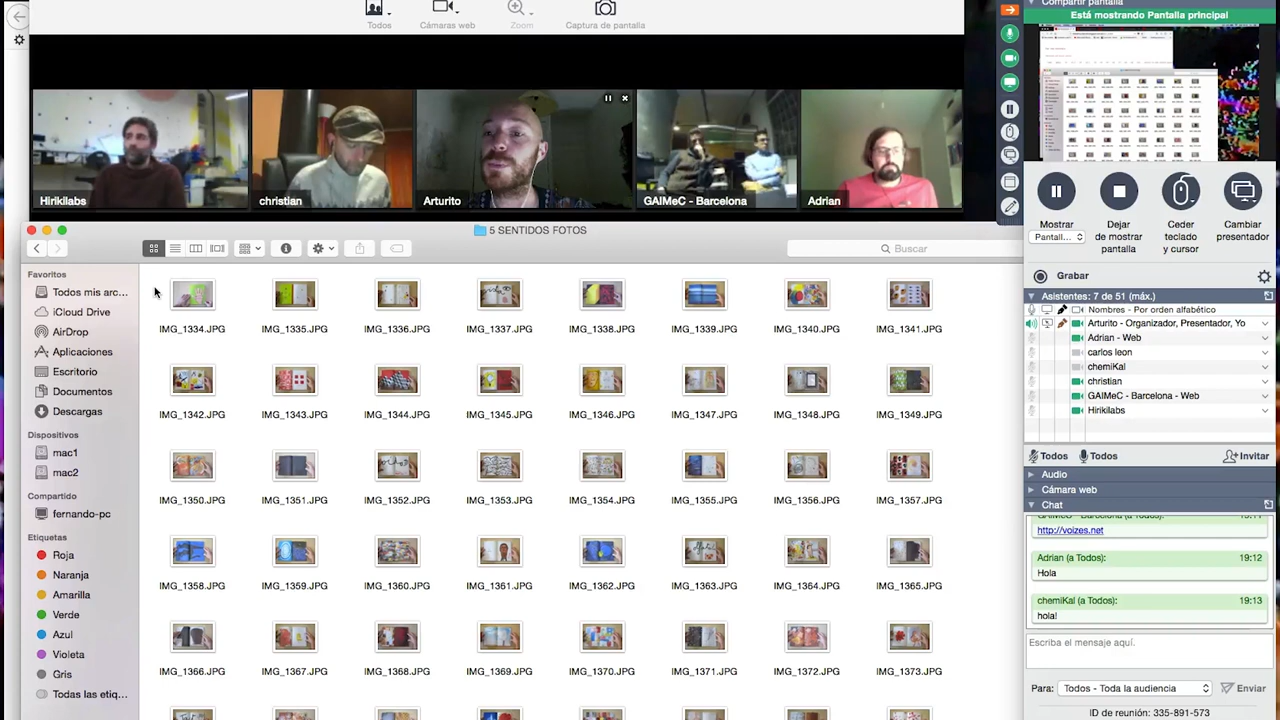 Todos
Cámaras web
Zoom
Captura de pantalla
Hirikilabs
christian
Arturito
GAIMeC - Barcelona
Adrian
5 SENTIDOS FOTOS
Buscar
Favoritos
Todos mis arc...
iCloud Drive
AirDrop
Aplicaciones
Escritorio
Documentos
Descargas
Dispositivos
mac1
mac2
Compartido
fernando-pc
Etiquetas
Roja
Naranja
Amarilla
Verde
Azul
Violeta
Gris
Todas las etiq...
IMG_1334.JPG IMG_1335.JPG IMG_1336.JPG IMG_1337.JPG IMG_1338.JPG IMG_1339.JPG IMG_1340.JPG IMG_1341.JPG
IMG_1342.JPG IMG_1343.JPG IMG_1344.JPG IMG_1345.JPG IMG_1346.JPG IMG_1347.JPG IMG_1348.JPG IMG_1349.JPG
IMG_1350.JPG IMG_1351.JPG IMG_1352.JPG IMG_1353.JPG IMG_1354.JPG IMG_1355.JPG IMG_1356.JPG IMG_1357.JPG
IMG_1358.JPG IMG_1359.JPG IMG_1360.JPG IMG_1361.JPG IMG_1362.JPG IMG_1363.JPG IMG_1364.JPG IMG_1365.JPG
IMG_1366.JPG IMG_1367.JPG IMG_1368.JPG IMG_1369.JPG IMG_1370.JPG IMG_1371.JPG IMG_1372.JPG IMG_1373.JPG
Compartir pantalla
Está mostrando Pantalla principal
Mostrar
Pantall...
Dejar
de mostrar
pantalla
Ceder
teclado
y cursor
Cambiar
presentador
Grabar
Asistentes: 7 de 51 (máx.)
Nombres - Por orden alfabético
Arturito - Organizador, Presentador, Yo
Adrian - Web
carlos leon
chemiKal
christian
GAIMeC - Barcelona - Web
Hirikilabs
Todos
Todos
Invitar
Audio
Cámara web
Chat
GAIMeC - Barcelona (a Todos): 19:11
http://voizes.net
Adrian (a Todos): 19:12
Hola
chemiKal (a Todos): 19:13
hola!
Escriba el mensaje aquí.
Para: Todos - Toda la audiencia
Enviar
ID de reunión: 335-891-573